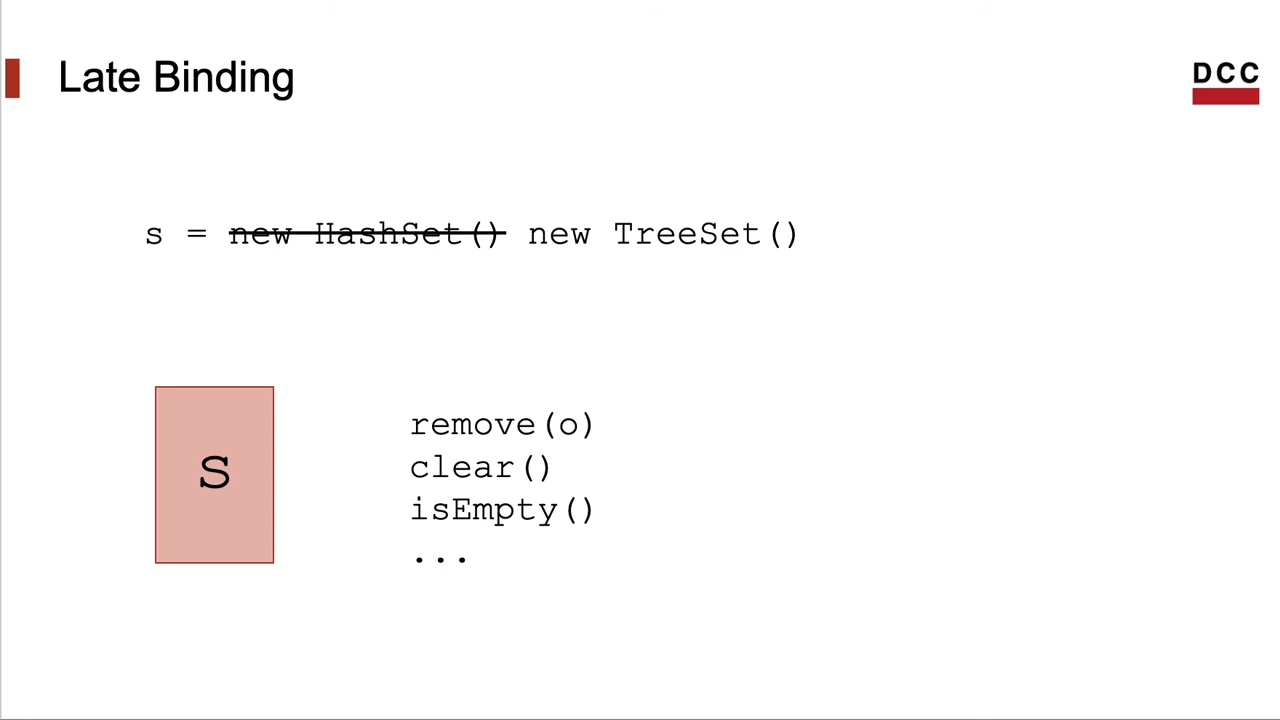 Late Binding
DCC
s = new HashSet() new TreeSet()
S
remove(o)
clear()
isEmpty()
...